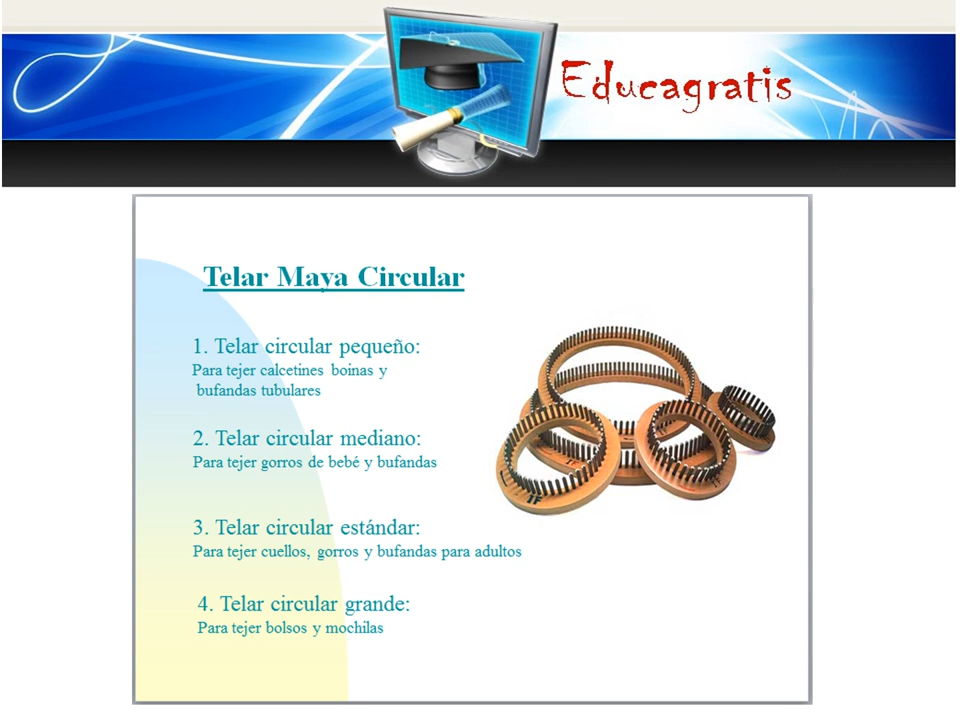 Educagratis
Telar Maya Circular
1. Telar circular pequeño:
Para tejer calcetines boinas y
bufandas tubulares
2. Telar circular mediano:
Para tejer gorros de bebé y bufandas
3. Telar circular estándar:
Para tejer cuellos, gorros y bufandas para adultos
4. Telar circular grande:
Para tejer bolsos y mochilas
IF
IF